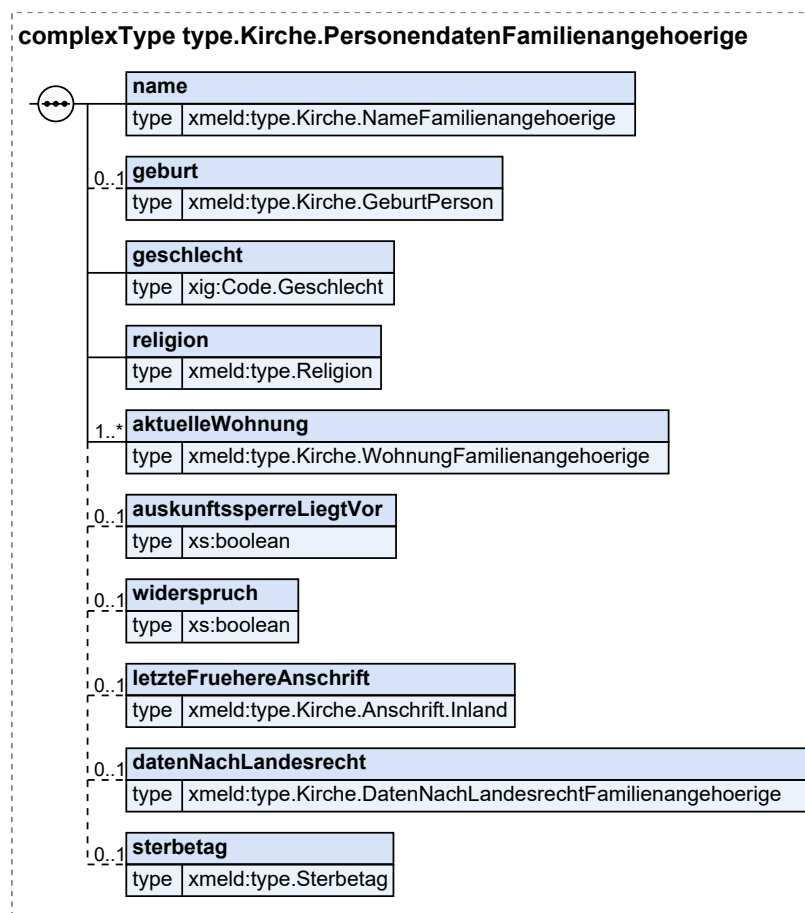 complexType type.Kirche.PersonendatenFamilienangehoerige
name
type xmeld:type.Kirche.NameFamilienangehoerige
0..1 geburt
type xmeld:type.Kirche.GeburtPerson
geschlecht
type xig:Code.Geschlecht
religion
type xmeld:type.Religion
1..* aktuelleWohnung
type xmeld:type.Kirche.WohnungFamilienangehoerige
0..1 auskunftssperreLiegtVor
type xs:boolean
0..1 widerspruch
type xs:boolean
0..1 letzteFruehereAnschrift
type xmeld:type.Kirche.Anschrift.Inland
0..1 datenNachLandesrecht
type xmeld:type.Kirche.DatenNachLandesrechtFamilienangehoerige
0..1 sterbetag
type xmeld:type.Sterbetag